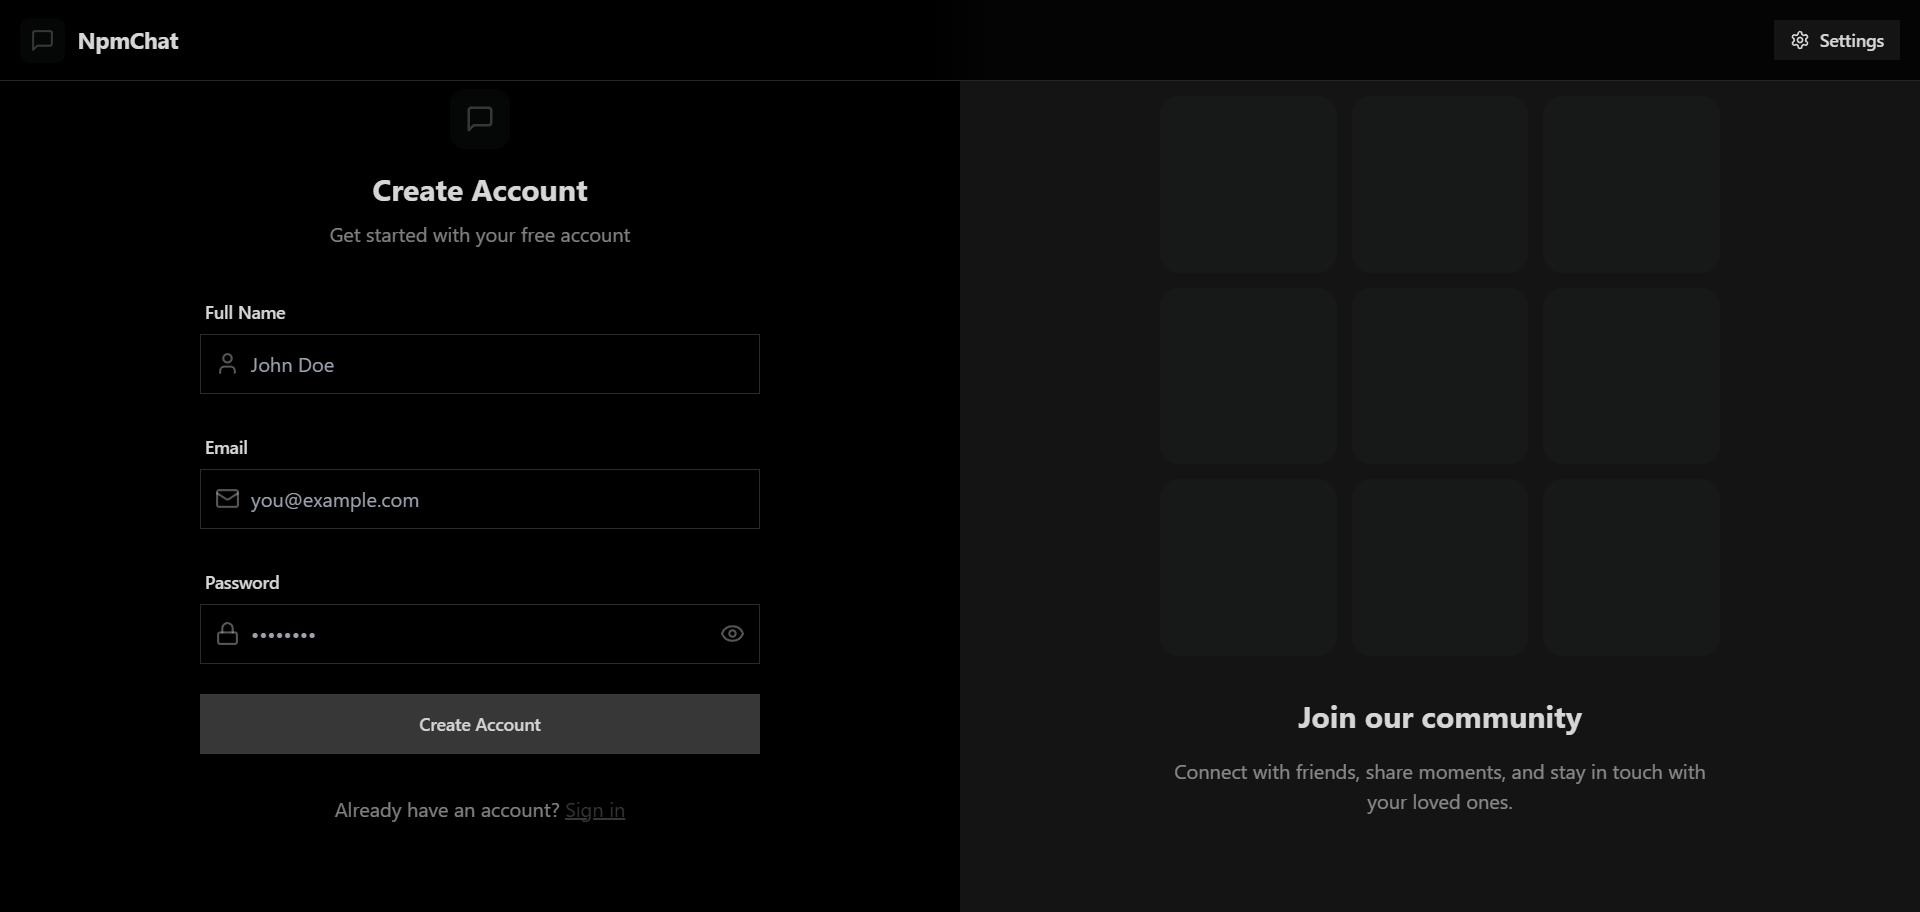 NpmChat
Settings
Create Account
Get started with your free account
Full Name
John Doe
Email
you@example.com
Password
••••••••
Create Account
Already have an account? Sign in
Join our community
Connect with friends, share moments, and stay in touch with
your loved ones.